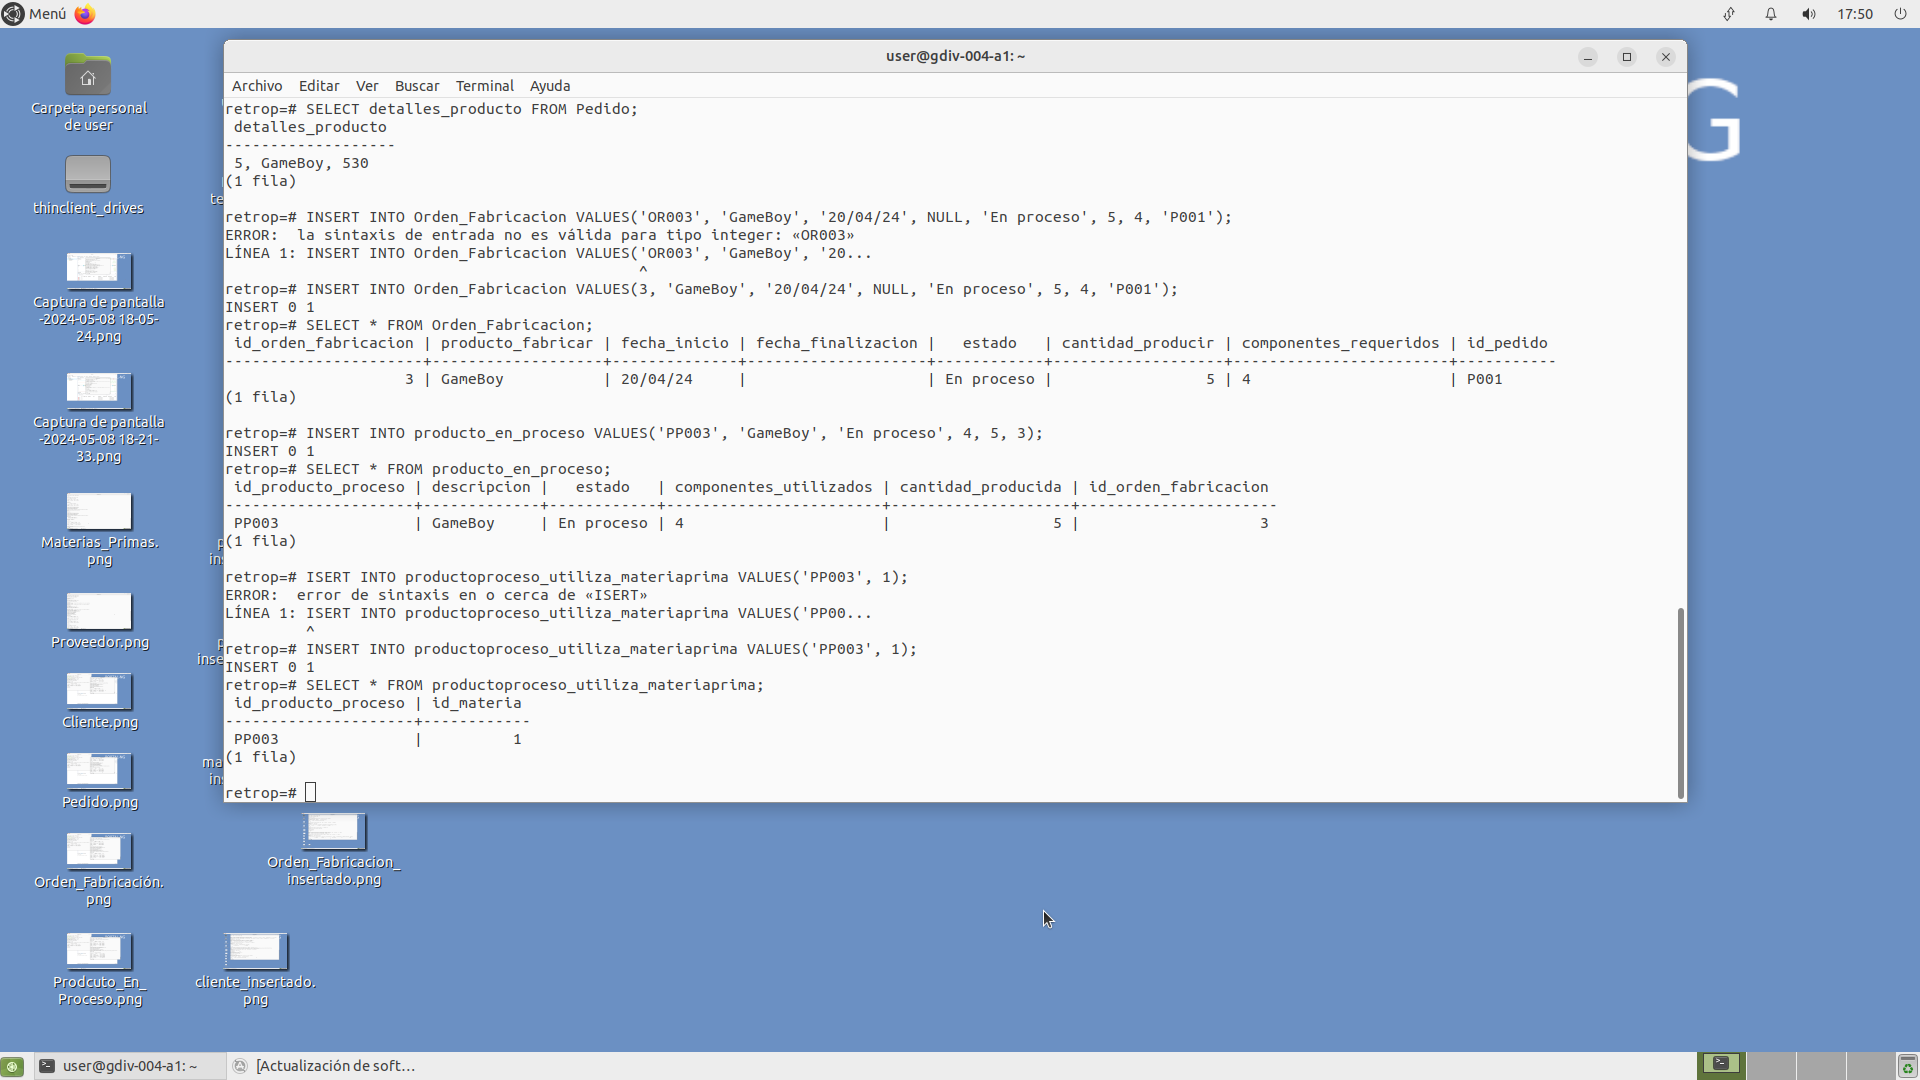 Menú
17:50
user@gdiv-004-a1: ~
Archivo Editar Ver Buscar Terminal Ayuda
retrop=# SELECT detalles_producto FROM Pedido;
 detalles_producto
-------------------
 5, GameBoy, 530
(1 fila)
retrop=# INSERT INTO Orden_Fabricacion VALUES('OR003', 'GameBoy', '20/04/24', NULL, 'En proceso', 5, 4, 'P001');
ERROR:  la sintaxis de entrada no es válida para tipo integer: «OR003»
LÍNEA 1: INSERT INTO Orden_Fabricacion VALUES('OR003', 'GameBoy', '20...
                                              ^
retrop=# INSERT INTO Orden_Fabricacion VALUES(3, 'GameBoy', '20/04/24', NULL, 'En proceso', 5, 4, 'P001');
INSERT 0 1
retrop=# SELECT * FROM Orden_Fabricacion;
 id_orden_fabricacion | producto_fabricar | fecha_inicio | fecha_finalizacion |   estado   | cantidad_producir | componentes_requeridos | id_pedido
----------------------+-------------------+--------------+--------------------+------------+-------------------+------------------------+-----------
                    3 | GameBoy           | 20/04/24     |                    | En proceso |                 5 | 4                      | P001
(1 fila)
retrop=# INSERT INTO producto_en_proceso VALUES('PP003', 'GameBoy', 'En proceso', 4, 5, 3);
INSERT 0 1
retrop=# SELECT * FROM producto_en_proceso;
 id_producto_proceso | descripcion |   estado   | componentes_utilizados | cantidad_producida | id_orden_fabricacion
---------------------+-------------+------------+------------------------+--------------------+----------------------
 PP003               | GameBoy     | En proceso | 4                      |                  5 |                    3
(1 fila)
retrop=# ISERT INTO productoproceso_utiliza_materiaprima VALUES('PP003', 1);
ERROR:  error de sintaxis en o cerca de «ISERT»
LÍNEA 1: ISERT INTO productoproceso_utiliza_materiaprima VALUES('PP00...
         ^
retrop=# INSERT INTO productoproceso_utiliza_materiaprima VALUES('PP003', 1);
INSERT 0 1
retrop=# SELECT * FROM productoproceso_utiliza_materiaprima;
 id_producto_proceso | id_materia
---------------------+------------
 PP003               |          1
(1 fila)
retrop=#
G
Carpeta personal
de user
thinclient_drives
Captura de pantalla
-2024-05-08 18-05-
24.png
Captura de pantalla
-2024-05-08 18-21-
33.png
Materias_Primas.
png
Proveedor.png
Cliente.png
Pedido.png
Orden_Fabricación.
png
Prodcuto_En_
Proceso.png
te
p
in
p
inse
ma
in
Orden_Fabricacion_
insertado.png
cliente_insertado.
png
user@gdiv-004-a1: ~
[Actualización de soft...